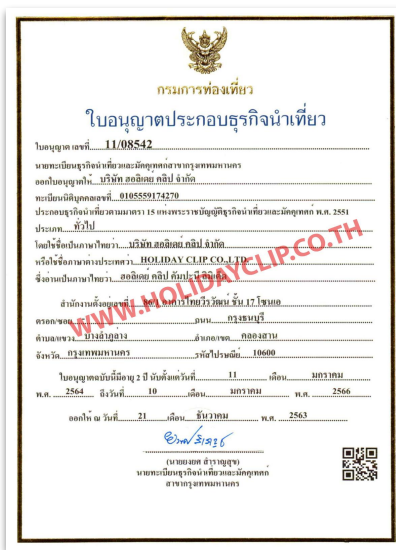 กรมการท่องเที่ยว
ใบอนุญาตประกอบธุรกิจนำเที่ยว
ใบอนุญาต เลขที่ 11/08542
นายทะเบียนธุรกิจนำเที่ยวและมัคคุเทศก์สาขากรุงเทพมหานคร
ออกใบอนุญาตให้ บริษัท ฮอลิเดย์ คลิป จำกัด
ทะเบียนนิติบุคคลเลขที่ 0105559174270
ประกอบธุรกิจนำเที่ยวตามมาตรา 15 แห่งพระราชบัญญัติธุรกิจนำเที่ยวและมัคคุเทศก์ พ.ศ. 2551
ประเภท ทั่วไป
โดยใช้ชื่อเป็นภาษาไทยว่า บริษัท ฮอลิเดย์ คลิป จำกัด
หรือใช้ชื่อภาษาต่างประเทศว่า HOLIDAY CLIP CO.,LTD.
ซึ่งอ่านเป็นภาษาไทยว่า ฮอลิเดย์ คลิป คัมปะนี ลิมิเต็ด
WWW.HOLIDAYCLIP.CO.TH
สำนักงานตั้งอยู่เลขที่ 86/1 อาคารไทยวีรวัฒน์ ชั้น 17 โซนเอ
ตรอก/ซอย ถนน กรุงธนบุรี
ตำบล/แขวง บางลำภูล่าง อำเภอ/เขต คลองสาน
จังหวัด กรุงเทพมหานคร รหัสไปรษณีย์ 10600
ใบอนุญาตฉบับนี้มีอายุ 2 ปี นับตั้งแต่วันที่ 11 เดือน มกราคม
พ.ศ. 2564 ถึงวันที่ 10 เดือน มกราคม พ.ศ. 2566
ออกให้ ณ วันที่ 21 เดือน ธันวาคม พ.ศ. 2563
(นายยงยศ สำราญสุข)
นายทะเบียนธุรกิจนำเที่ยวและมัคคุเทศก์
สาขากรุงเทพมหานคร